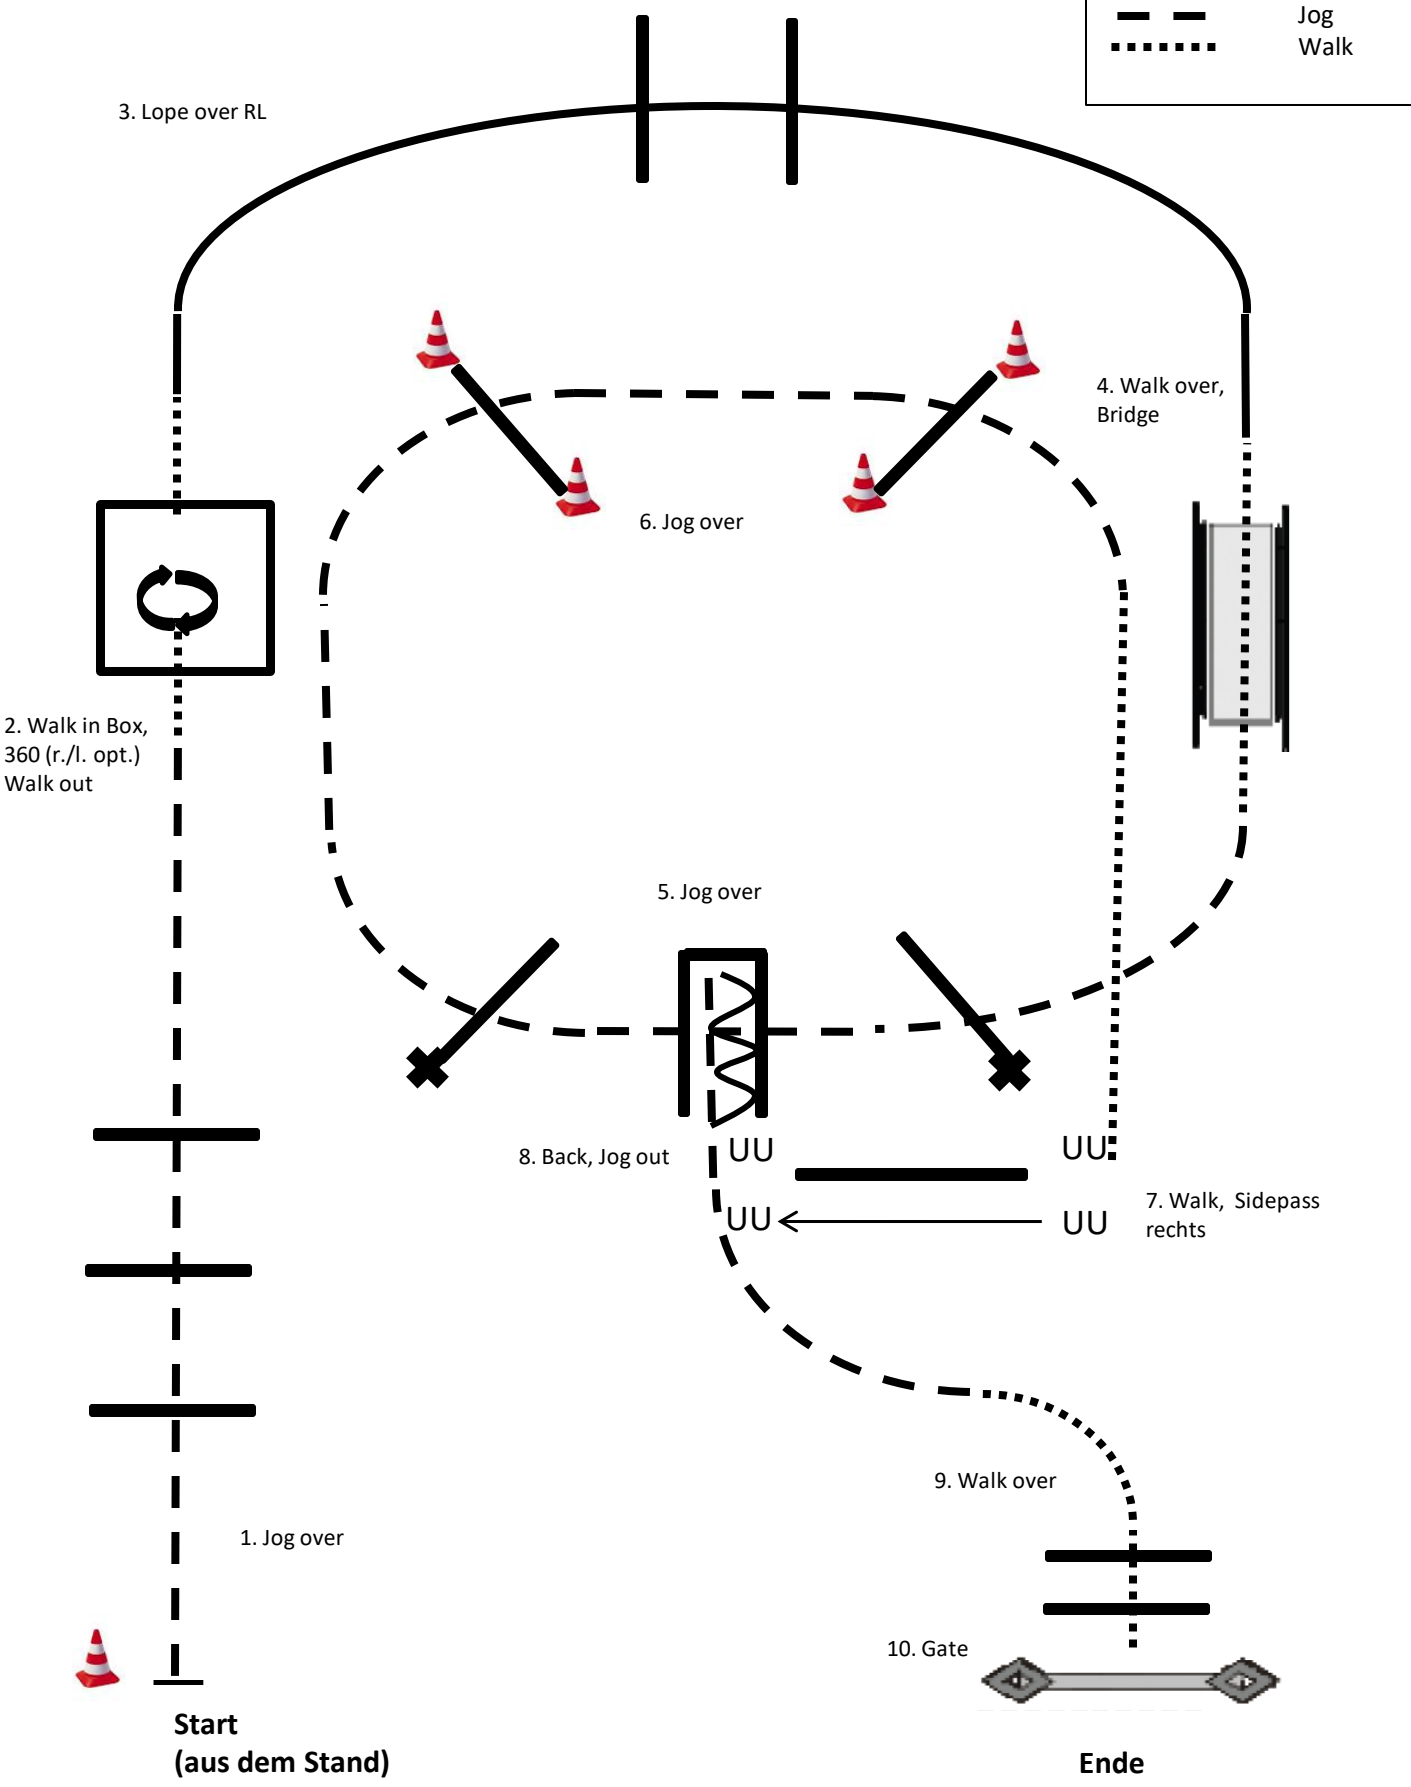 Jog
Walk
3. Lope over RL
4. Walk over,
Bridge
6. Jog over
2. Walk in Box,
360 (r./l. opt.)
Walk out
5. Jog over
8. Back, Jog out
UU
UU
UU
UU
7. Walk, Sidepass
rechts
9. Walk over
1. Jog over
10. Gate
Start
(aus dem Stand)
Ende